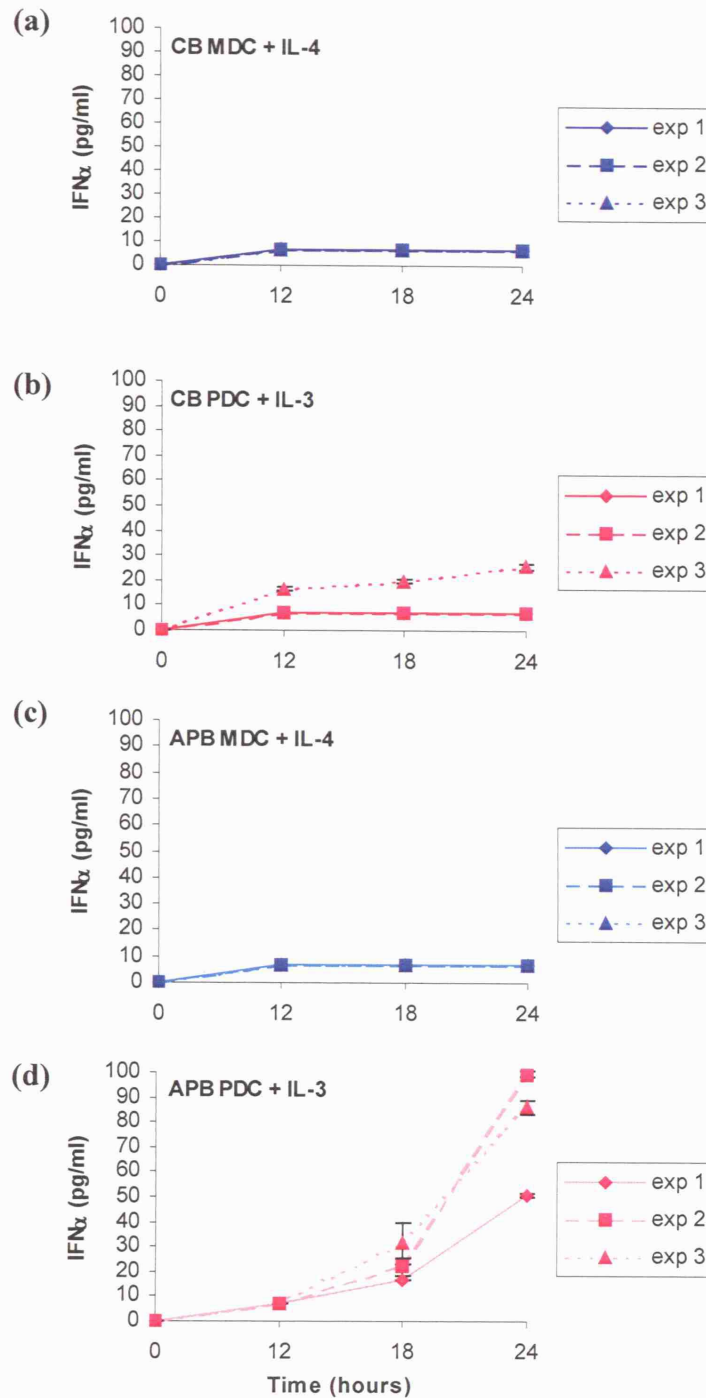 (a)
CB MDC + IL-4
IFNα (pg/ml)
100
90
80
70
60
50
40
30
20
10
0
0 12 18 24
exp 1
exp 2
exp 3
(b)
CB PDC + IL-3
IFNα (pg/ml)
100
90
80
70
60
50
40
30
20
10
0
0 12 18 24
exp 1
exp 2
exp 3
(c)
APB MDC + IL-4
IFNα (pg/ml)
100
90
80
70
60
50
40
30
20
10
0
0 12 18 24
exp 1
exp 2
exp 3
(d)
APB PDC + IL-3
IFNα (pg/ml)
100
90
80
70
60
50
40
30
20
10
0
0 12 18 24
Time (hours)
exp 1
exp 2
exp 3